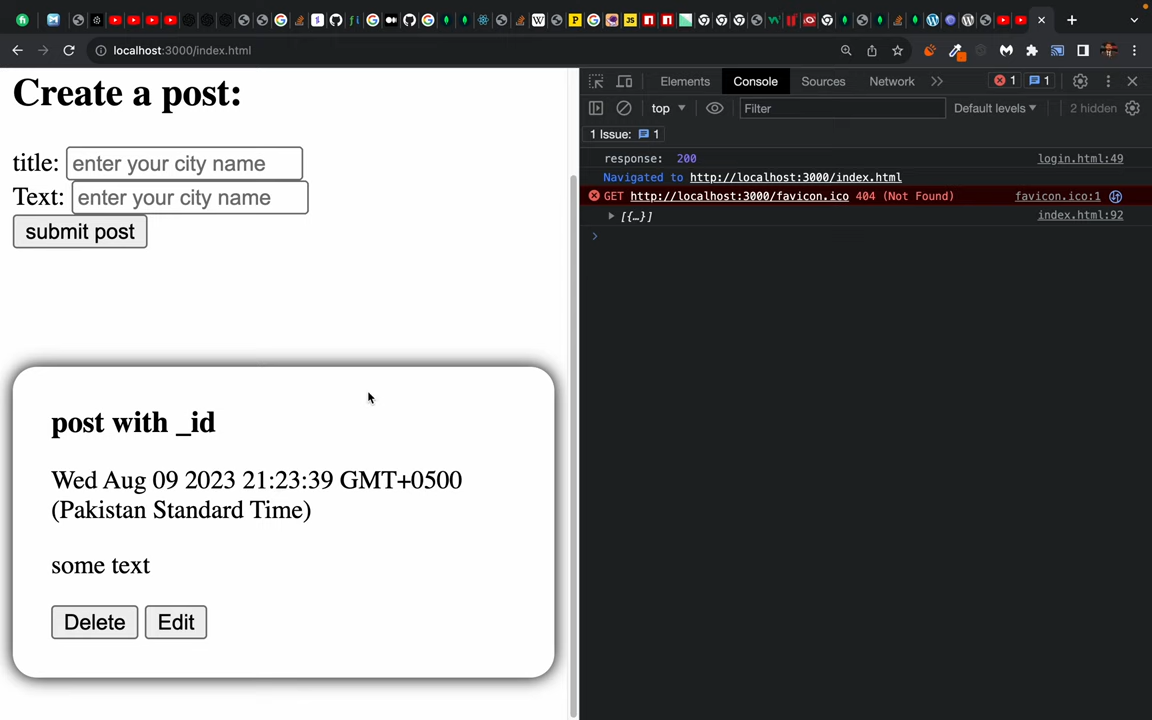 localhost:3000/index.html
Elements Console Sources Network » 1 1
top Filter Default levels 2 hidden
1 Issue: 1
Create a post:
title: enter your city name
Text: enter your city name
submit post
post with _id
Wed Aug 09 2023 21:23:39 GMT+0500
(Pakistan Standard Time)
some text
Delete Edit
response: 200 login.html:49
Navigated to http://localhost:3000/index.html
GET http://localhost:3000/favicon.ico 404 (Not Found) favicon.ico:1
[{…}] index.html:92